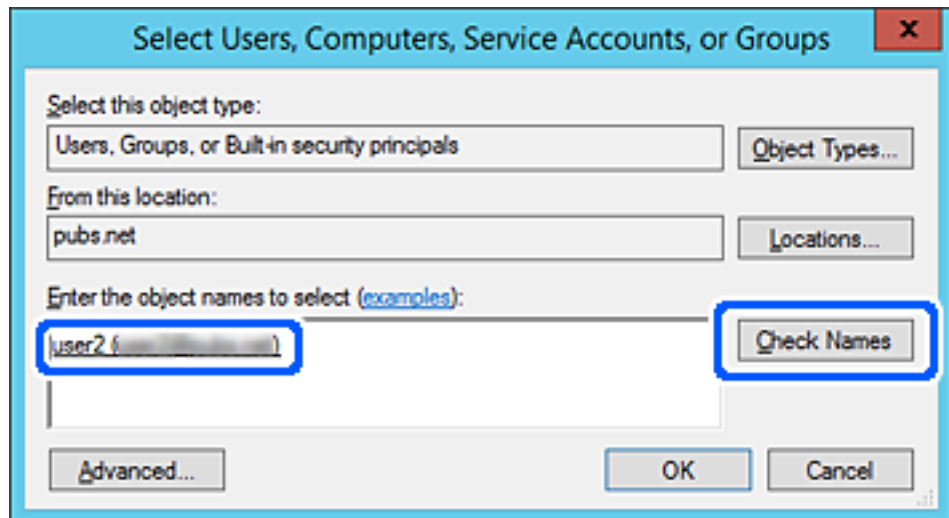 Select Users, Computers, Service Accounts, or Groups
x
Select this object type:
Users, Groups, or Built-in security principals
Object Types...
From this location:
pubs.net
Locations...
Enter the object names to select (examples):
user2 ( )
Check Names
Advanced...
OK
Cancel